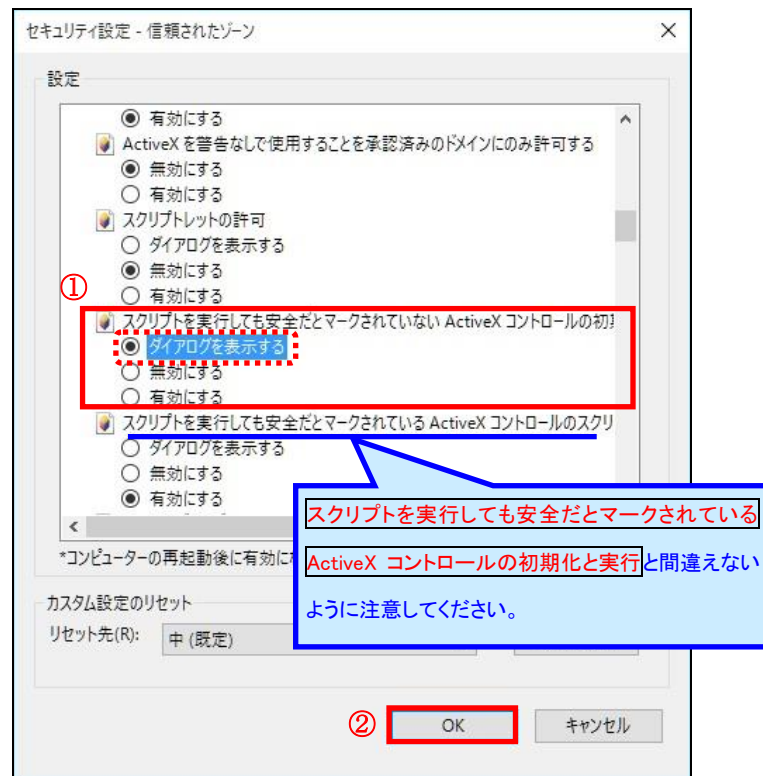 セキュリティ設定 - 信頼されたゾーン
設定
有効にする
ActiveX を警告なしで使用することを承認済みのドメインにのみ許可する
無効にする
有効にする
スクリプトレットの許可
ダイアログを表示する
無効にする
有効にする
①
スクリプトを実行しても安全だとマークされていない ActiveX コントロールの初
ダイアログを表示する
無効にする
有効にする
スクリプトを実行しても安全だとマークされている ActiveX コントロールのスクリ
ダイアログを表示する
無効にする
有効にする
スクリプトを実行しても安全だとマークされている
ActiveX コントロールの初期化と実行と間違えない
ように注意してください。
*コンピューターの再起動後に有効に
カスタム設定のリセット
リセット先(R): 中 (既定)
② OK キャンセル